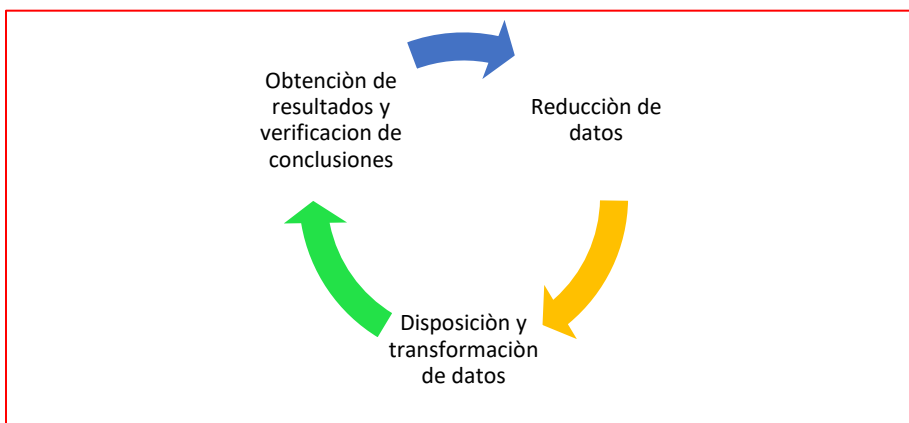 Obtenciòn de
resultados y
verificacion de
conclusiones
Reducciòn de
datos
Disposiciòn y
transformaciòn
de datos